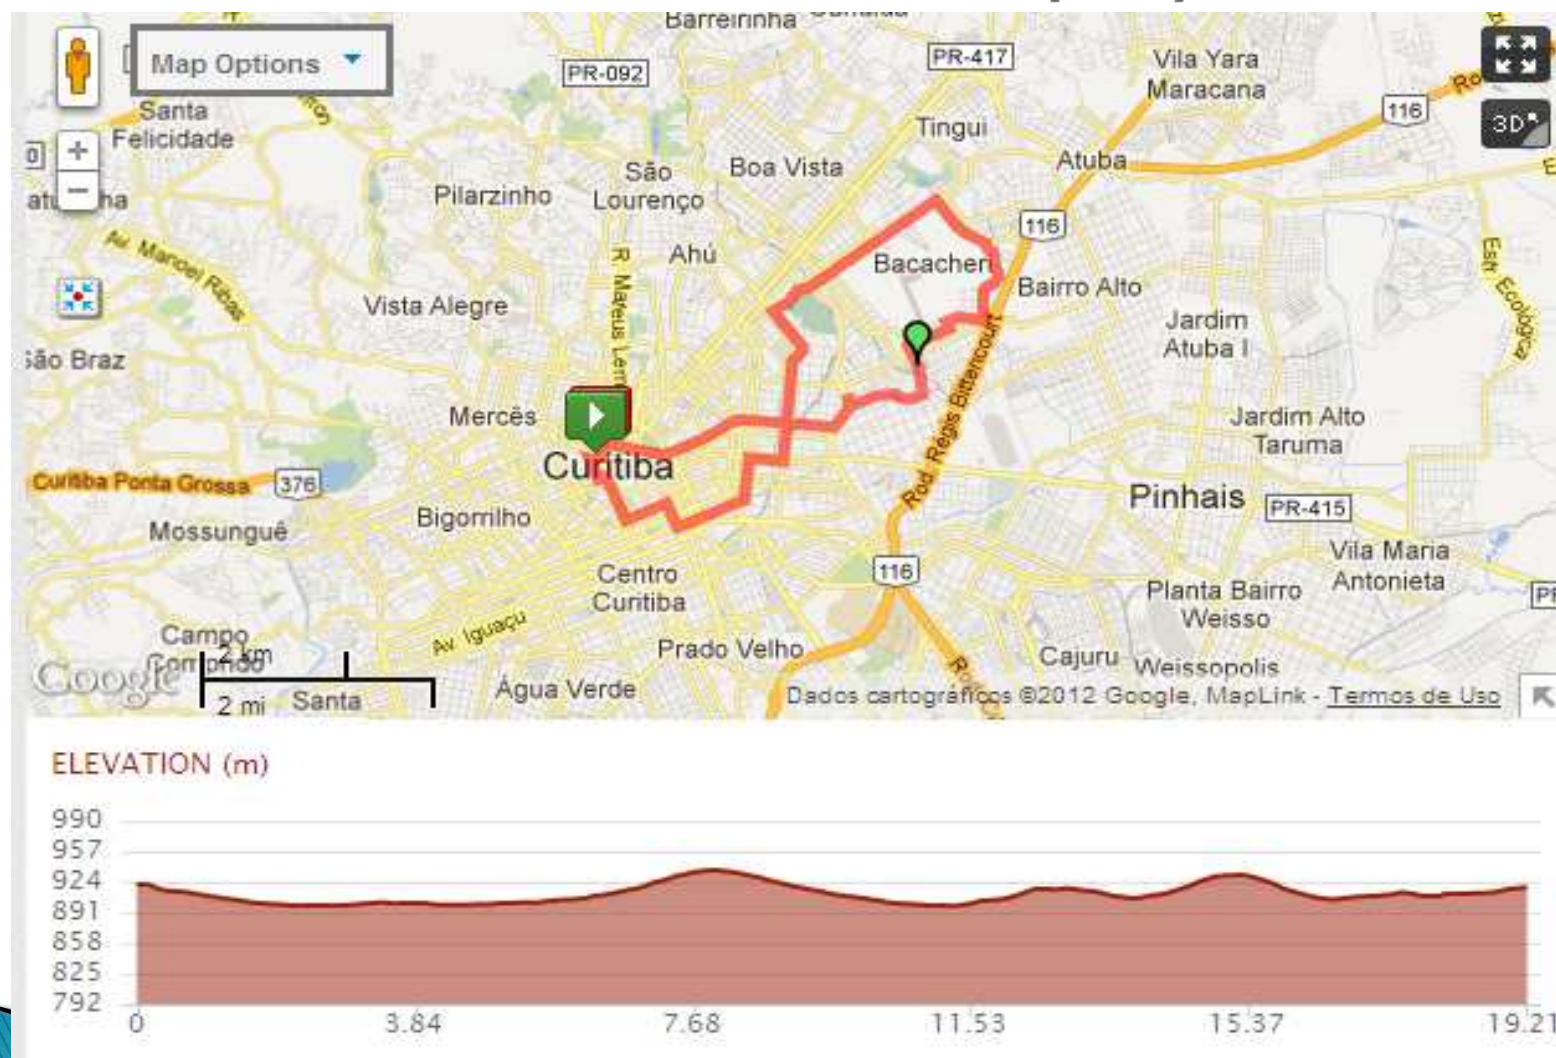 Barreirinha
Map Options
PR-092
PR-417
Vila Yara
Maracana
116
3D
Santa
Felicidade
Tingui
Atuba
São
Lourenço
Boa Vista
Pilarzinho
116
Av. Manoel Ribas
Ahú
Bacacheri
Bairro Alto
Estr Ecológica
Vista Alegre
Jardim
Atuba I
São Braz
Mercês
Rod. Régis Bittencourt
Jardim Alto
Taruma
Curitiba
Curitiba Ponta Grossa
376
Pinhais
PR-415
Bigorrilho
Mossunguê
Vila Maria
Antonieta
116
Centro
Curitiba
Planta Bairro
Weisso
Av Iguaçu
Campo
Comprido
Prado Velho
Cajuru
Weissopolis
Google
2 km
2 mi
Santa
Água Verde
Dados cartográficos ©2012 Google, MapLink - Termos de Uso
ELEVATION (m)
990
957
924
891
858
825
792
0 3.84 7.68 11.53 15.37 19.21